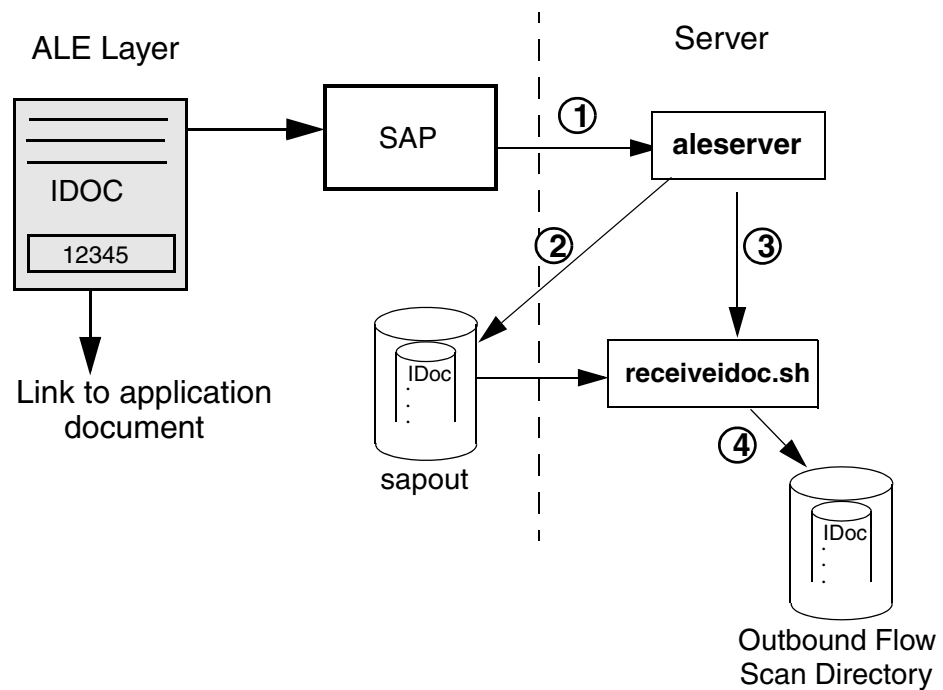 ALE Layer
Server
IDOC
12345
SAP
1
aleserver
2
3
IDoc
sapout
receiveidoc.sh
4
IDoc
Link to application
document
Outbound Flow
Scan Directory